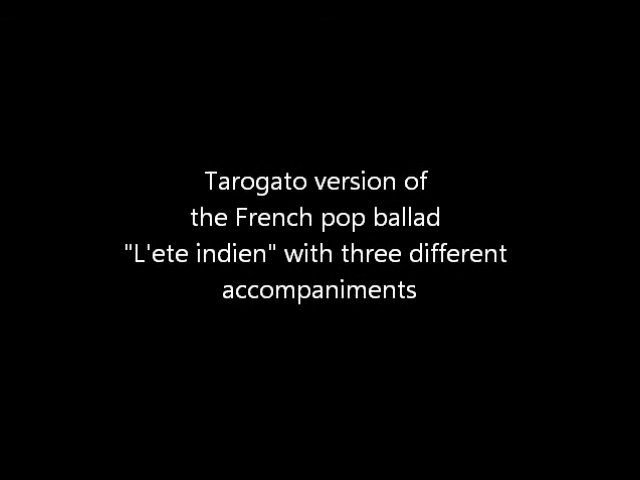 Tarogato version of
the French pop ballad
"L'ete indien" with three different
accompaniments